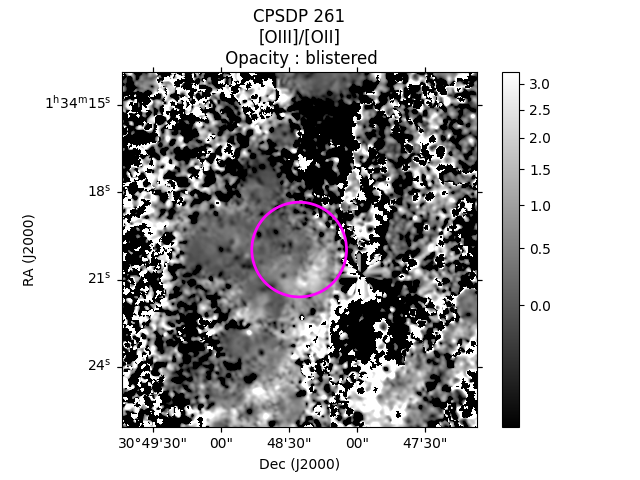 CPSDP 261
[OIII]/[OII]
Opacity : blistered
1h34m15s
18s
21s
24s
RA (J2000)
30°49'30" 00" 48'30" 00" 47'30"
Dec (J2000)
3.0
2.5
2.0
1.5
1.0
0.5
0.0